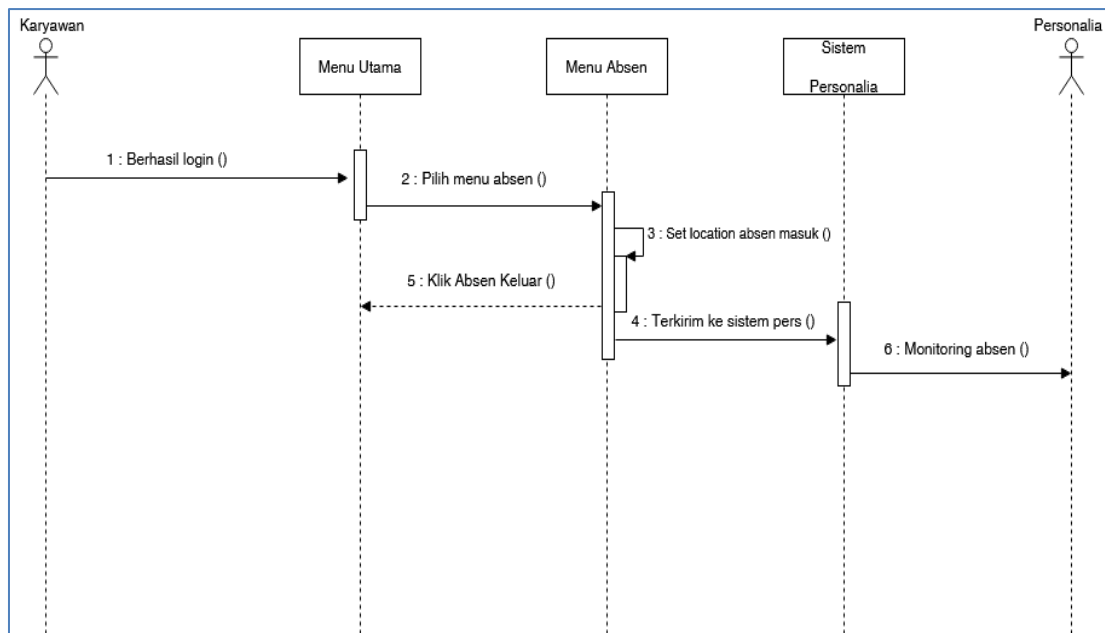 Karyawan
Personalia
Menu Utama
Menu Absen
Sistem
Personalia
1 : Berhasil login ()
2 : Pilih menu absen ()
3 : Set location absen masuk ()
5 : Klik Absen Keluar ()
4 : Terkirim ke sistem pers ()
6 : Monitoring absen ()